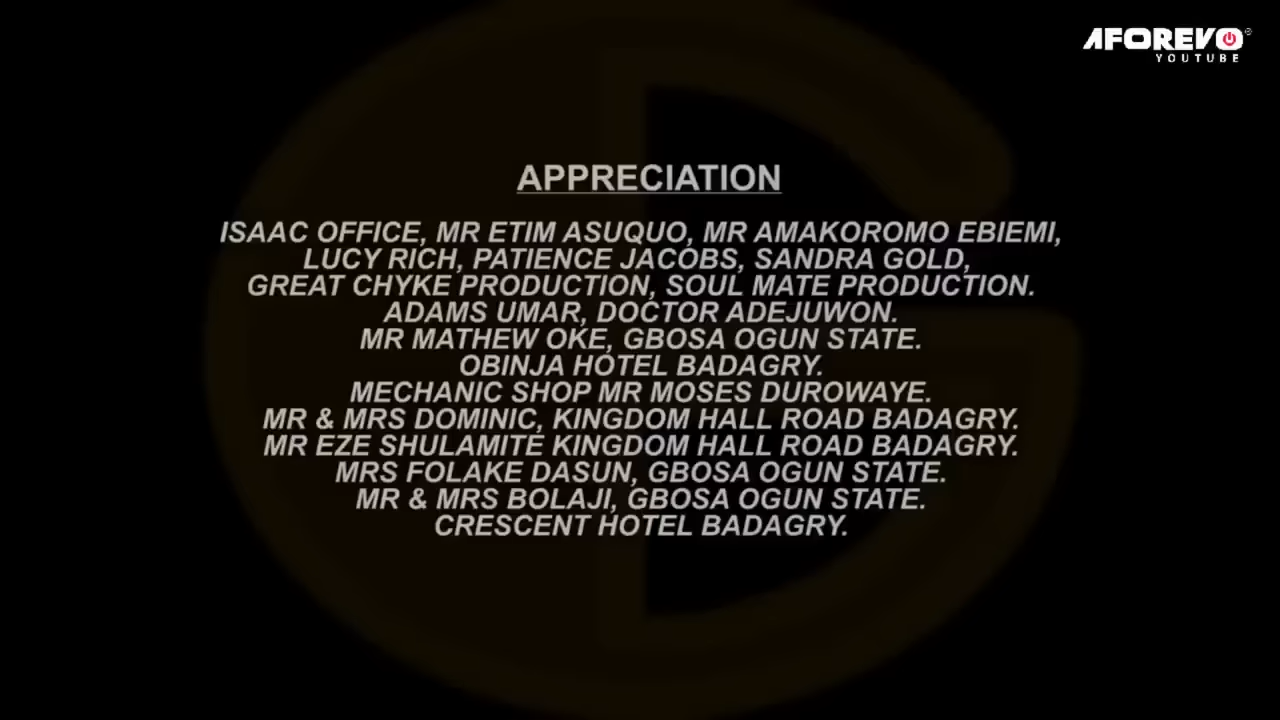 AFOREVO
YOUTUBE
APPRECIATION
ISAAC OFFICE, MR ETIM ASUQUO, MR AMAKOROMO EBIEMI,
LUCY RICH, PATIENCE JACOBS, SANDRA GOLD,
GREAT CHYKE PRODUCTION, SOUL MATE PRODUCTION.
ADAMS UMAR, DOCTOR ADEJUWON.
MR MATHEW OKE, GBOSA OGUN STATE.
OBINJA HOTEL BADAGRY.
MECHANIC SHOP MR MOSES DUROWAYE.
MR & MRS DOMINIC, KINGDOM HALL ROAD BADAGRY.
MR EZE SHULAMITE KINGDOM HALL ROAD BADAGRY.
MRS FOLAKE DASUN, GBOSA OGUN STATE.
MR & MRS BOLAJI, GBOSA OGUN STATE.
CRESCENT HOTEL BADAGRY.